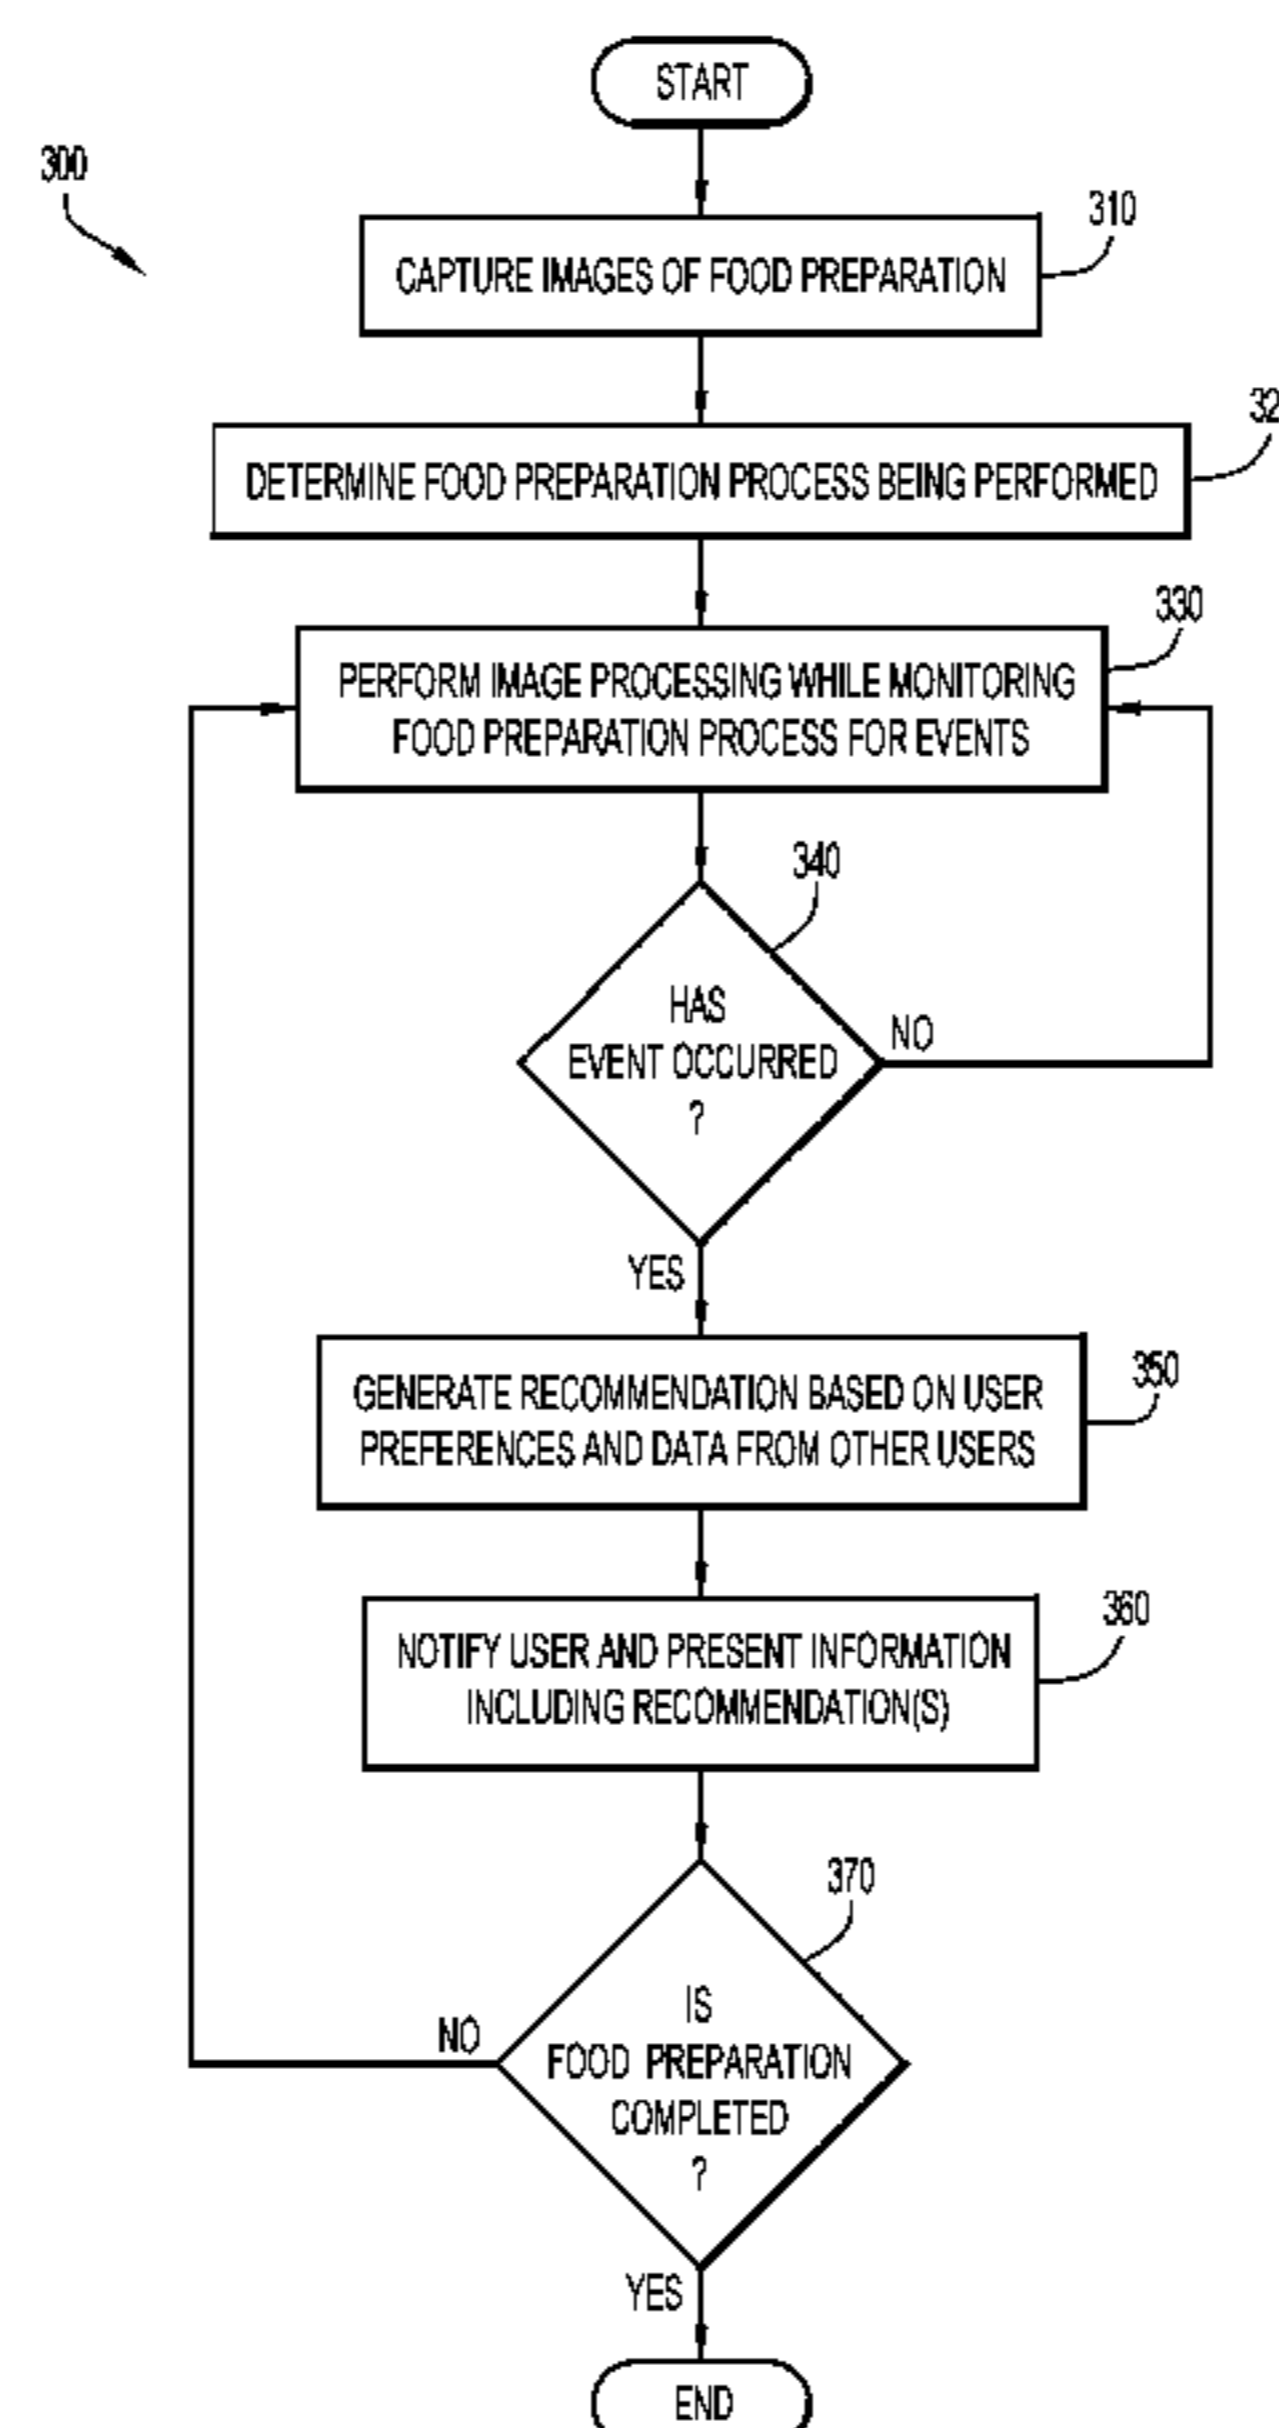 START
300
310
CAPTURE IMAGES OF FOOD PREPARATION
32
DETERMINE FOOD PREPARATION PROCESS BEING PERFORMED
330
PERFORM IMAGE PROCESSING WHILE MONITORING
FOOD PREPARATION PROCESS FOR EVENTS
340
HAS
EVENT OCCURRED
?
NO
YES
350
GENERATE RECOMMENDATION BASED ON USER
PREFERENCES AND DATA FROM OTHER USERS
360
NOTIFY USER AND PRESENT INFORMATION
INCLUDING RECOMMENDATION(S)
370
IS
FOOD PREPARATION
COMPLETED
?
NO
YES
END